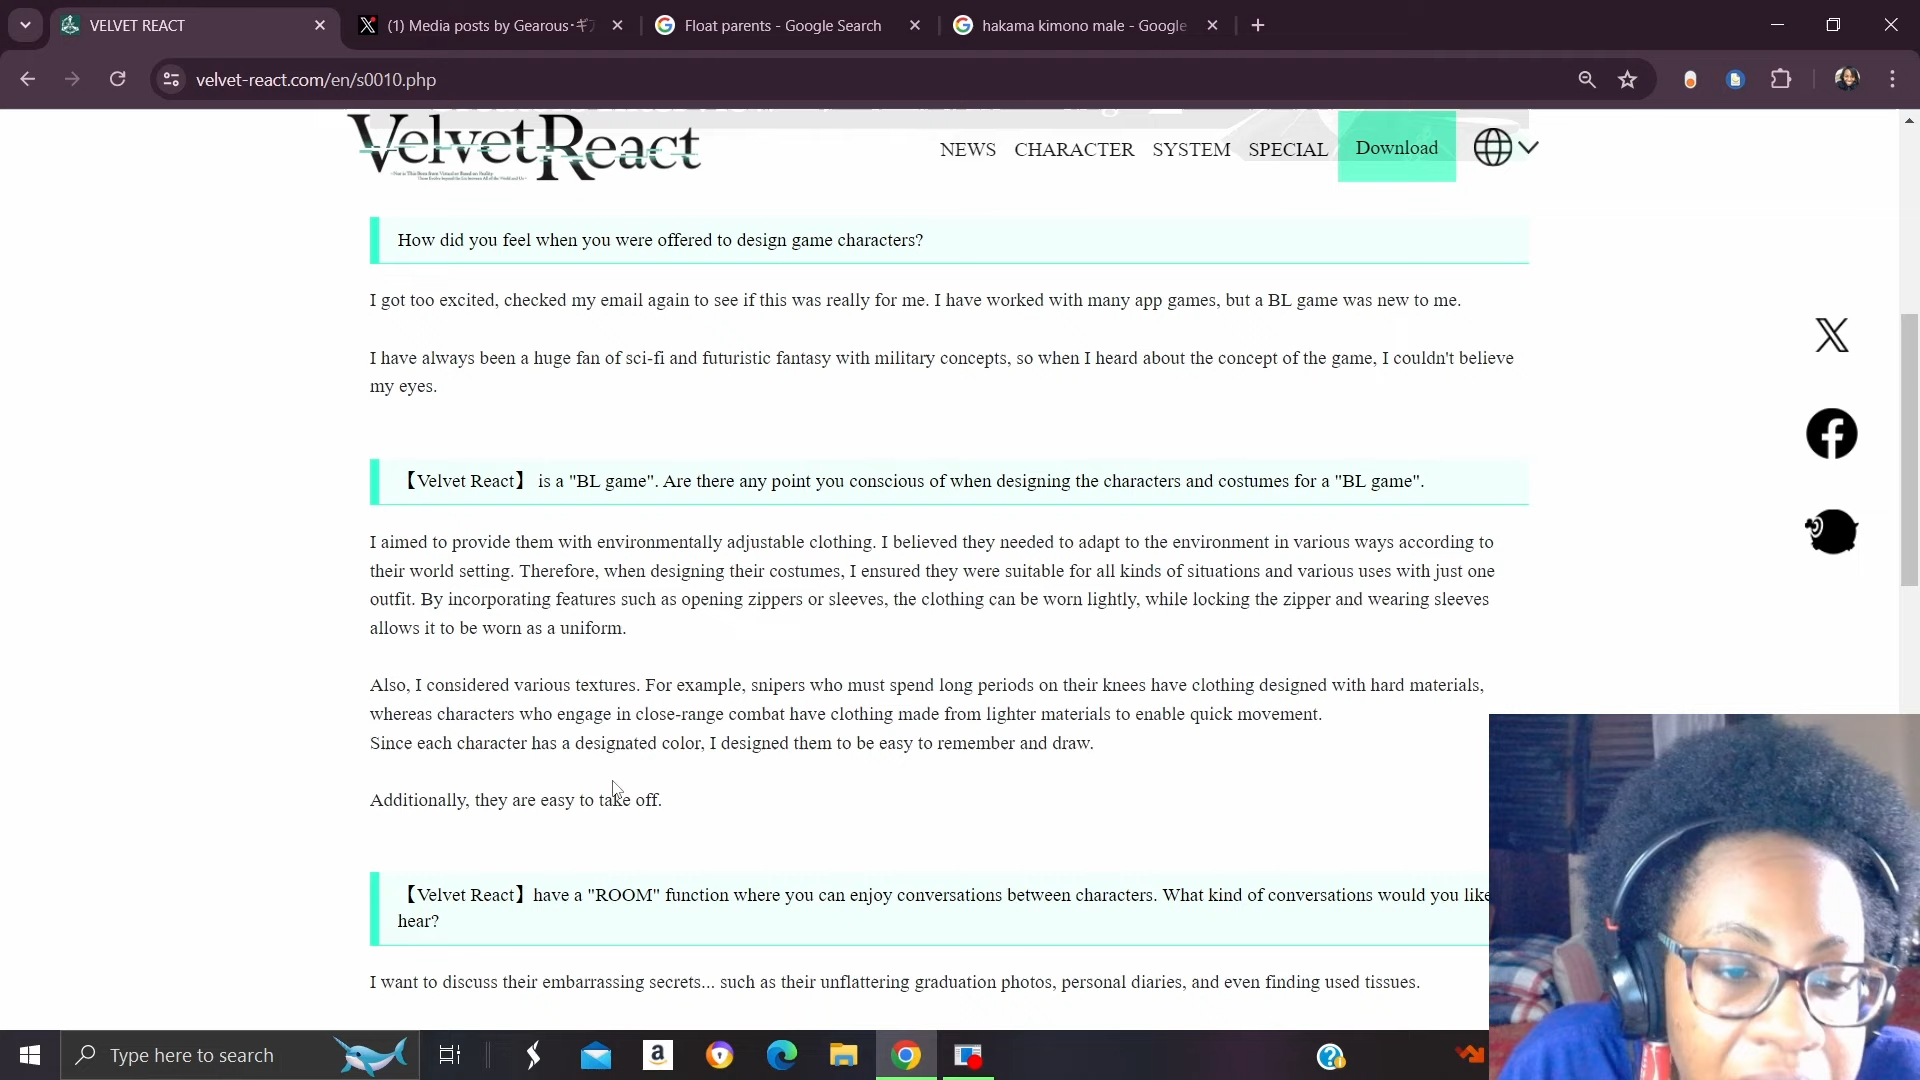 VELVET REACT
(1) Media posts by Gearous･ギ
Float parents - Google Search
hakama kimono male - Google
velvet-react.com/en/s0010.php
VelvetReact
NEWS CHARACTER SYSTEM SPECIAL Download
How did you feel when you were offered to design game characters?
I got too excited, checked my email again to see if this was really for me. I have worked with many app games, but a BL game was new to me.
I have always been a huge fan of sci-fi and futuristic fantasy with military concepts, so when I heard about the concept of the game, I couldn't believe
my eyes.
【Velvet React】 is a "BL game". Are there any point you conscious of when designing the characters and costumes for a "BL game".
I aimed to provide them with environmentally adjustable clothing. I believed they needed to adapt to the environment in various ways according to
their world setting. Therefore, when designing their costumes, I ensured they were suitable for all kinds of situations and various uses with just one
outfit. By incorporating features such as opening zippers or sleeves, the clothing can be worn lightly, while locking the zipper and wearing sleeves
allows it to be worn as a uniform.
Also, I considered various textures. For example, snipers who must spend long periods on their knees have clothing designed with hard materials,
whereas characters who engage in close-range combat have clothing made from lighter materials to enable quick movement.
Since each character has a designated color, I designed them to be easy to remember and draw.
Additionally, they are easy to take off.
【Velvet React】have a "ROOM" function where you can enjoy conversations between characters. What kind of conversations would you like
hear?
I want to discuss their embarrassing secrets... such as their unflattering graduation photos, personal diaries, and even finding used tissues.
Type here to search